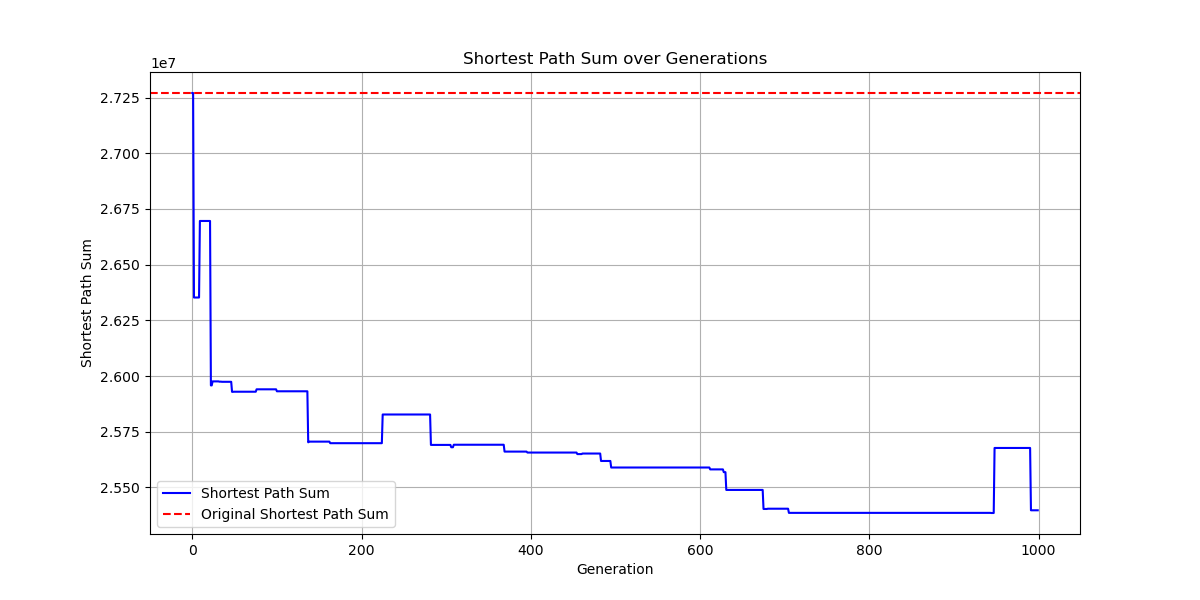 Shortest Path Sum over Generations
1e7
2.725
2.700
2.675
2.650
2.625
2.600
2.575
2.550
Shortest Path Sum
Shortest Path Sum
Original Shortest Path Sum
0 200 400 600 800 1000
Generation